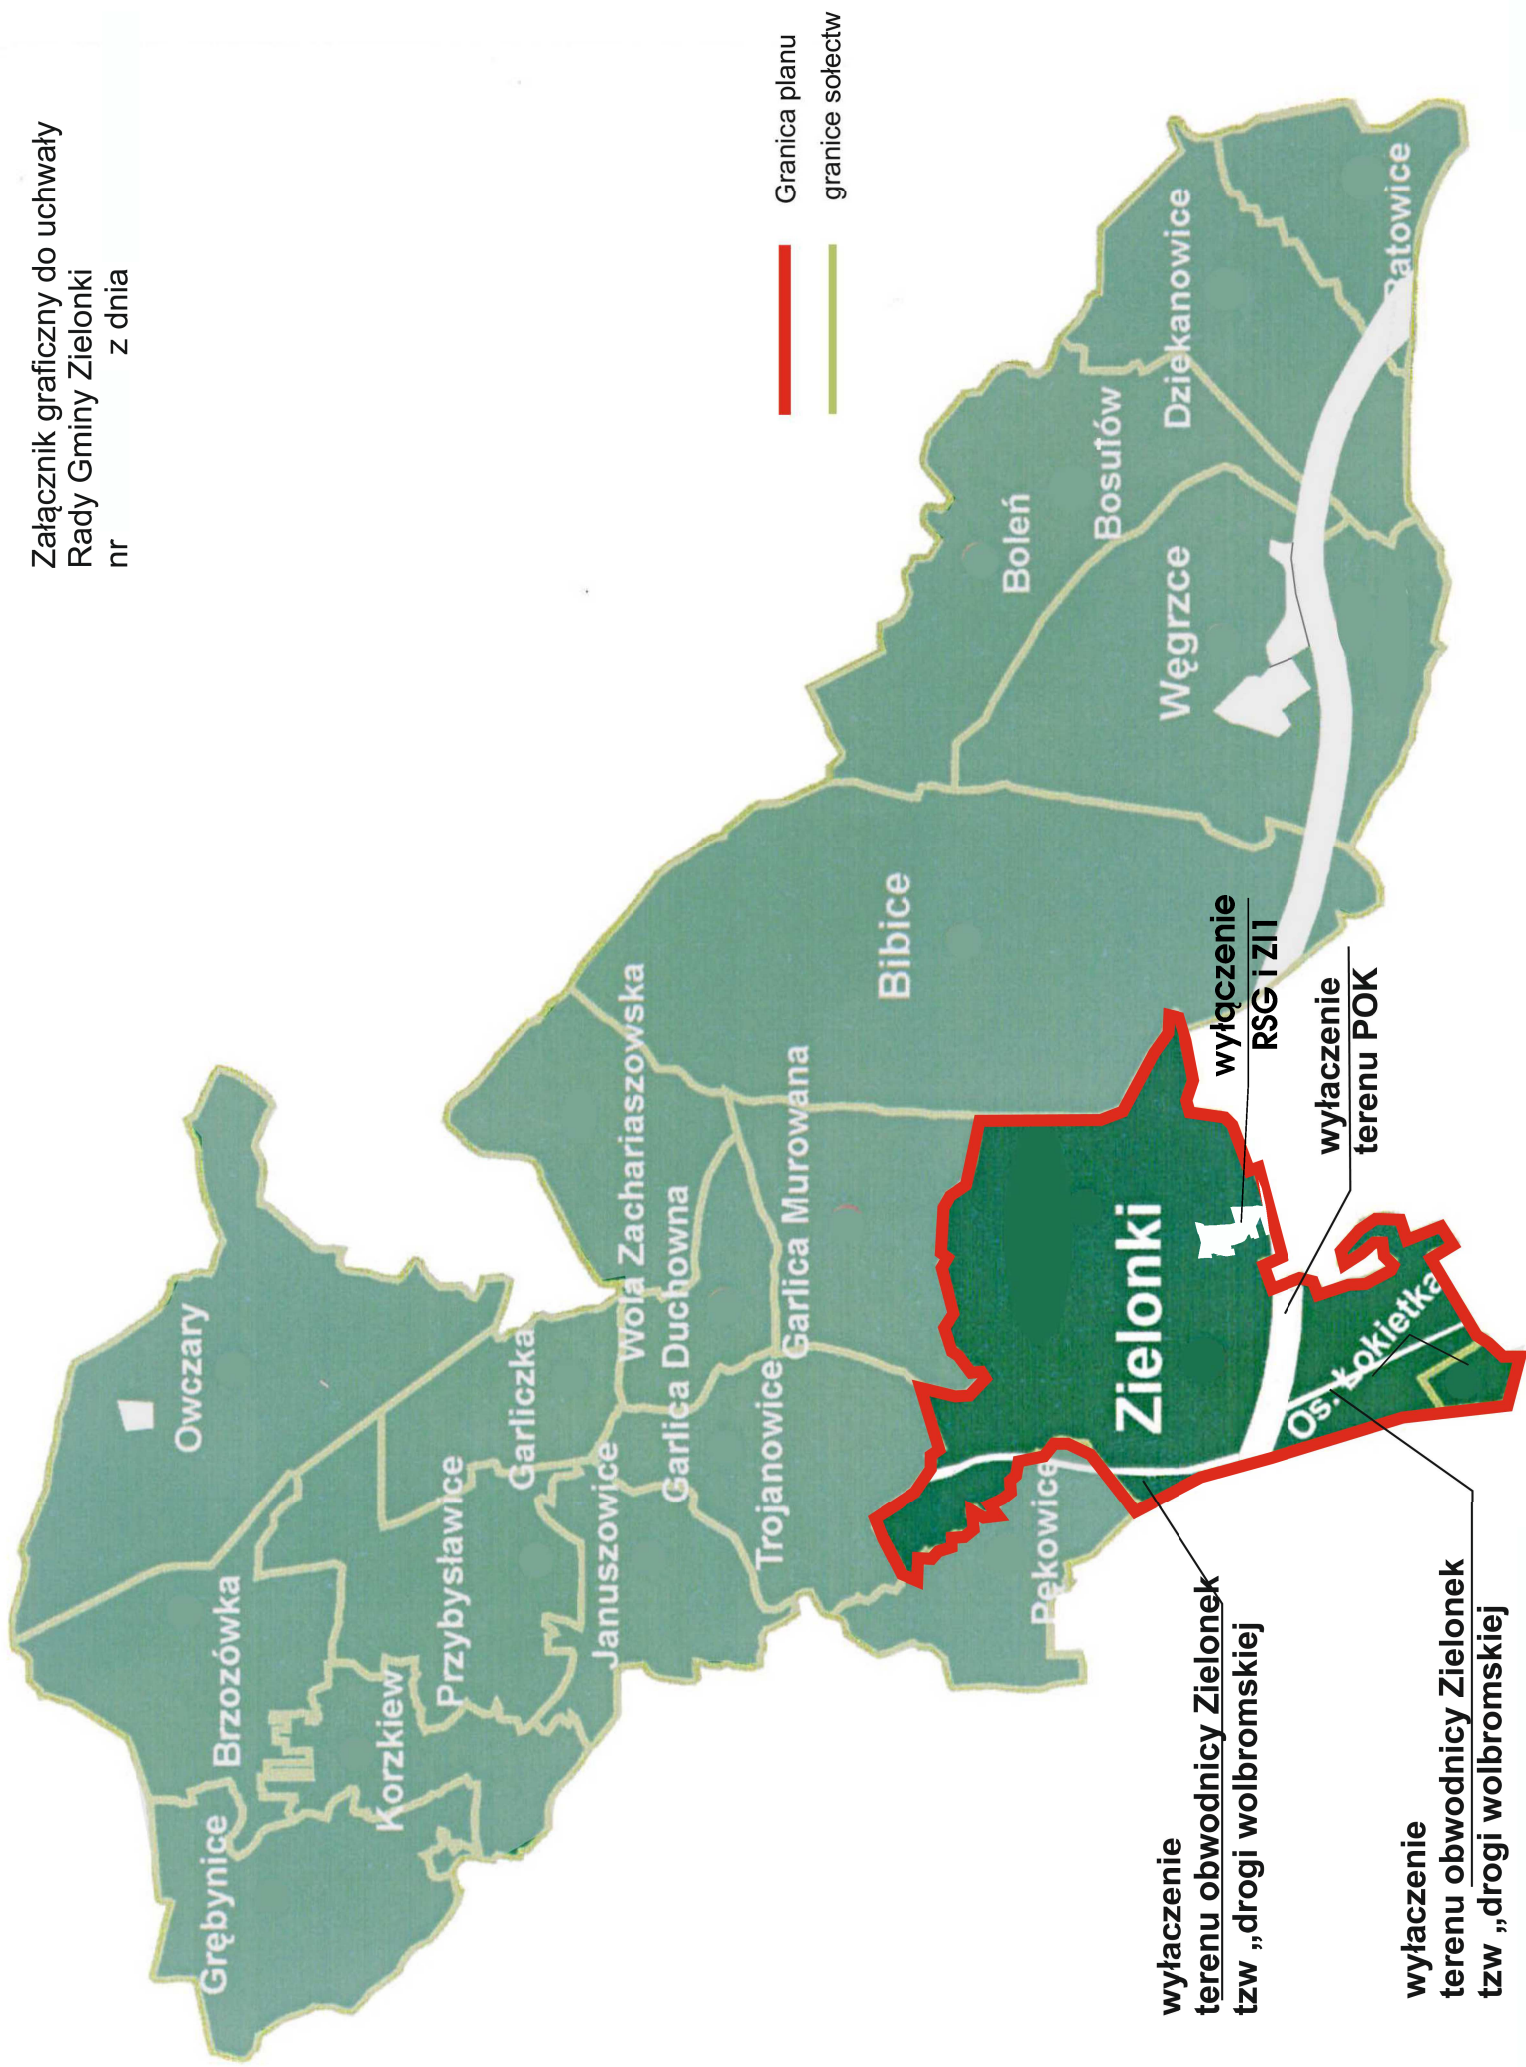 Załącznik graficzny do uchwały
Rady Gminy Zielonki
nr z dnia
Granica planu
granice sołectw
Owczary
Grębynice
Brzozówka
Korzkiew
Przybysławice
Garliczka
Januszowice
Wola Zachariaszowska
Garlica Duchowna
Garlica Murowana
Trojanowice
Bibice
Boleń
Bosutów
Dziekanowice
Batowice
Węgrzce
Pękowice
Zielonki
Os. Łokietka
wyłączenie
RSG i ZI1
wyłaczenie
terenu POK
wyłaczenie
terenu obwodnicy Zielonek
tzw „drogi wolbromskiej
wyłaczenie
terenu obwodnicy Zielonek
tzw „drogi wolbromskiej